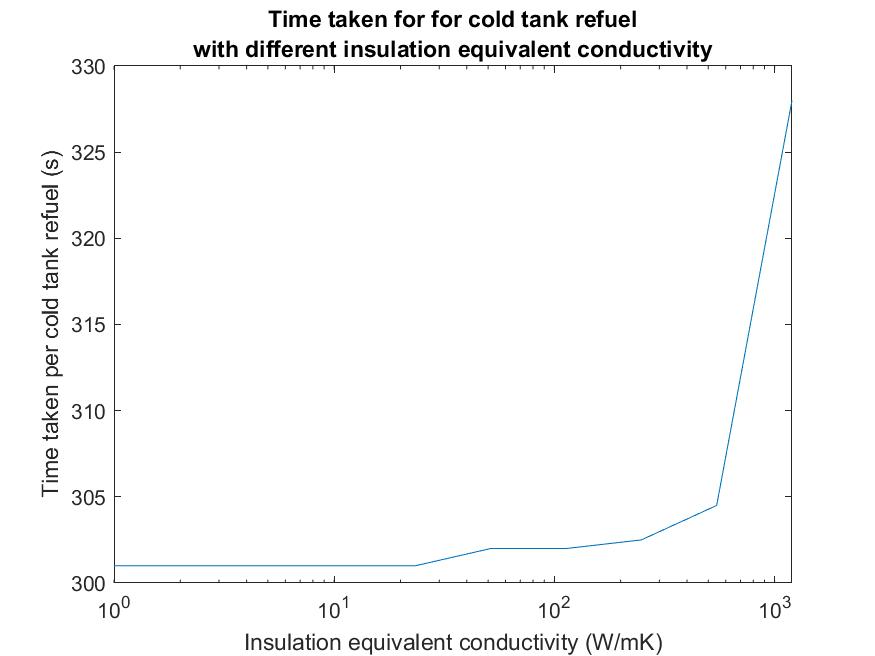 Time taken for for cold tank refuel
with different insulation equivalent conductivity
330
325
320
315
310
305
300
Time taken per cold tank refuel (s)
10^0 10^1 10^2 10^3
Insulation equivalent conductivity (W/mK)